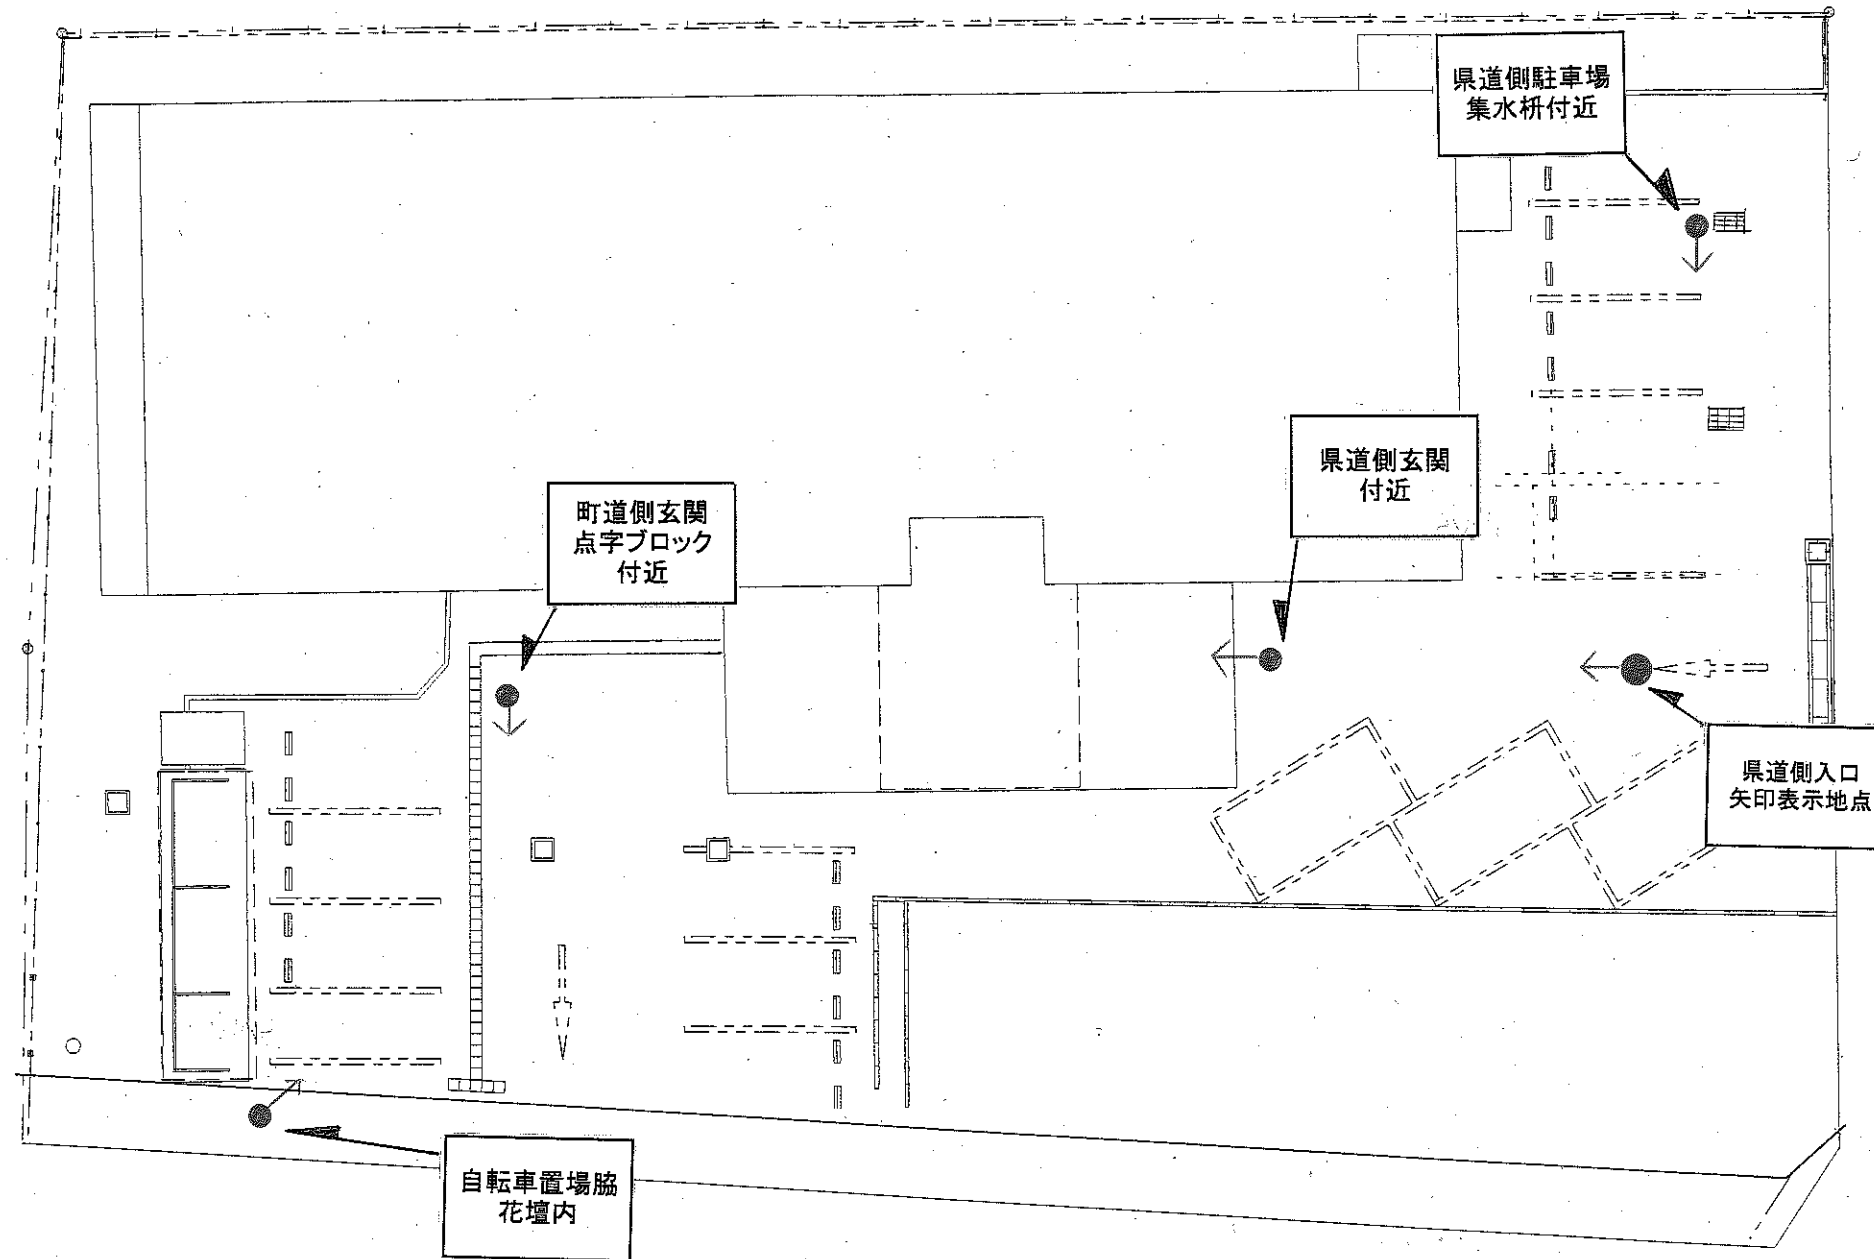 県道側駐車場
集水枡付近
県道側玄関
付近
町道側玄関
点字ブロック
付近
県道側入口
矢印表示地点
自転車置場脇
花壇内